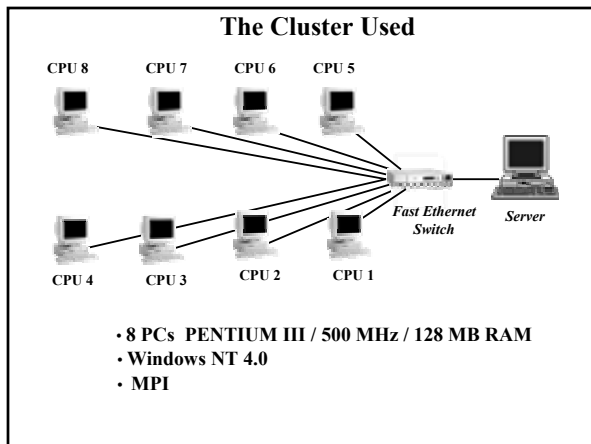 The Cluster Used
CPU 8 CPU 7 CPU 6 CPU 5
Fast Ethernet
Switch
Server
CPU 4 CPU 3 CPU 2 CPU 1
• 8 PCs PENTIUM III / 500 MHz / 128 MB RAM
• Windows NT 4.0
• MPI